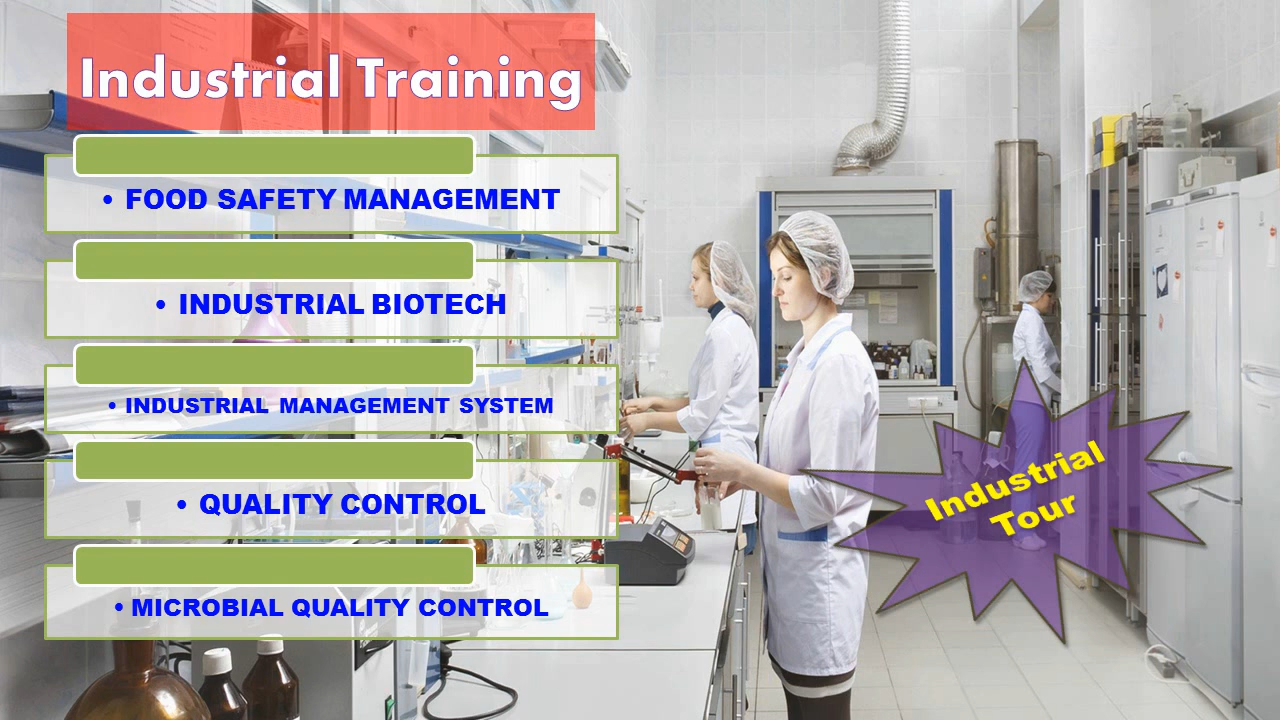 Industrial Training
• FOOD SAFETY MANAGEMENT
• INDUSTRIAL BIOTECH
• INDUSTRIAL MANAGEMENT SYSTEM
• QUALITY CONTROL
• MICROBIAL QUALITY CONTROL
Industrial
Tour